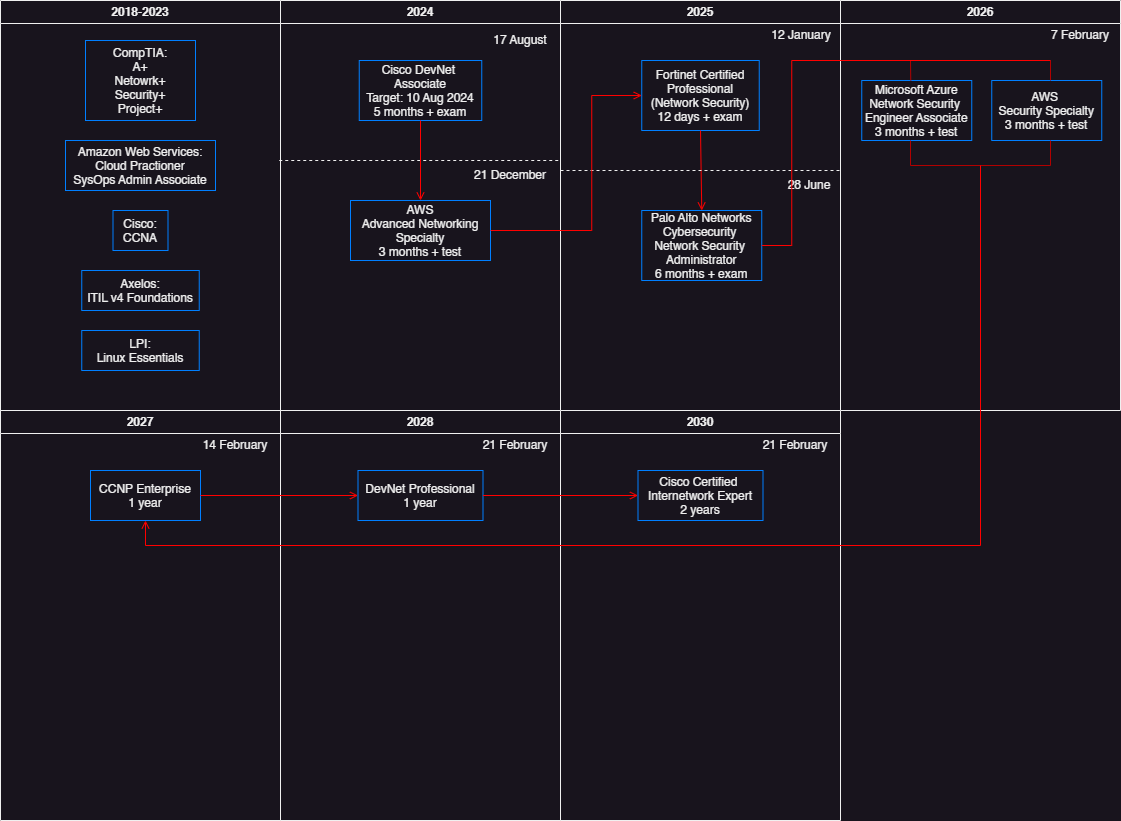 2018-2023
CompTIA:
A+
Netowrk+
Security+
Project+
Amazon Web Services:
Cloud Practioner
SysOps Admin Associate
Cisco:
CCNA
Axelos:
ITIL v4 Foundations
LPI:
Linux Essentials
2024
17 August
Cisco DevNet
Associate
Target: 10 Aug 2024
5 months + exam
21 December
AWS
Advanced Networking
Specialty
3 months + test
2025
12 January
Fortinet Certified
Professional
(Network Security)
12 days + exam
28 June
Palo Alto Networks
Cybersecurity
Network Security
Administrator
6 months + exam
2026
7 February
Microsoft Azure
Network Security
Engineer Associate
3 months + test
AWS
Security Specialty
3 months + test
2027
14 February
CCNP Enterprise
1 year
2028
21 February
DevNet Professional
1 year
2030
21 February
Cisco Certified
Internetwork Expert
2 years